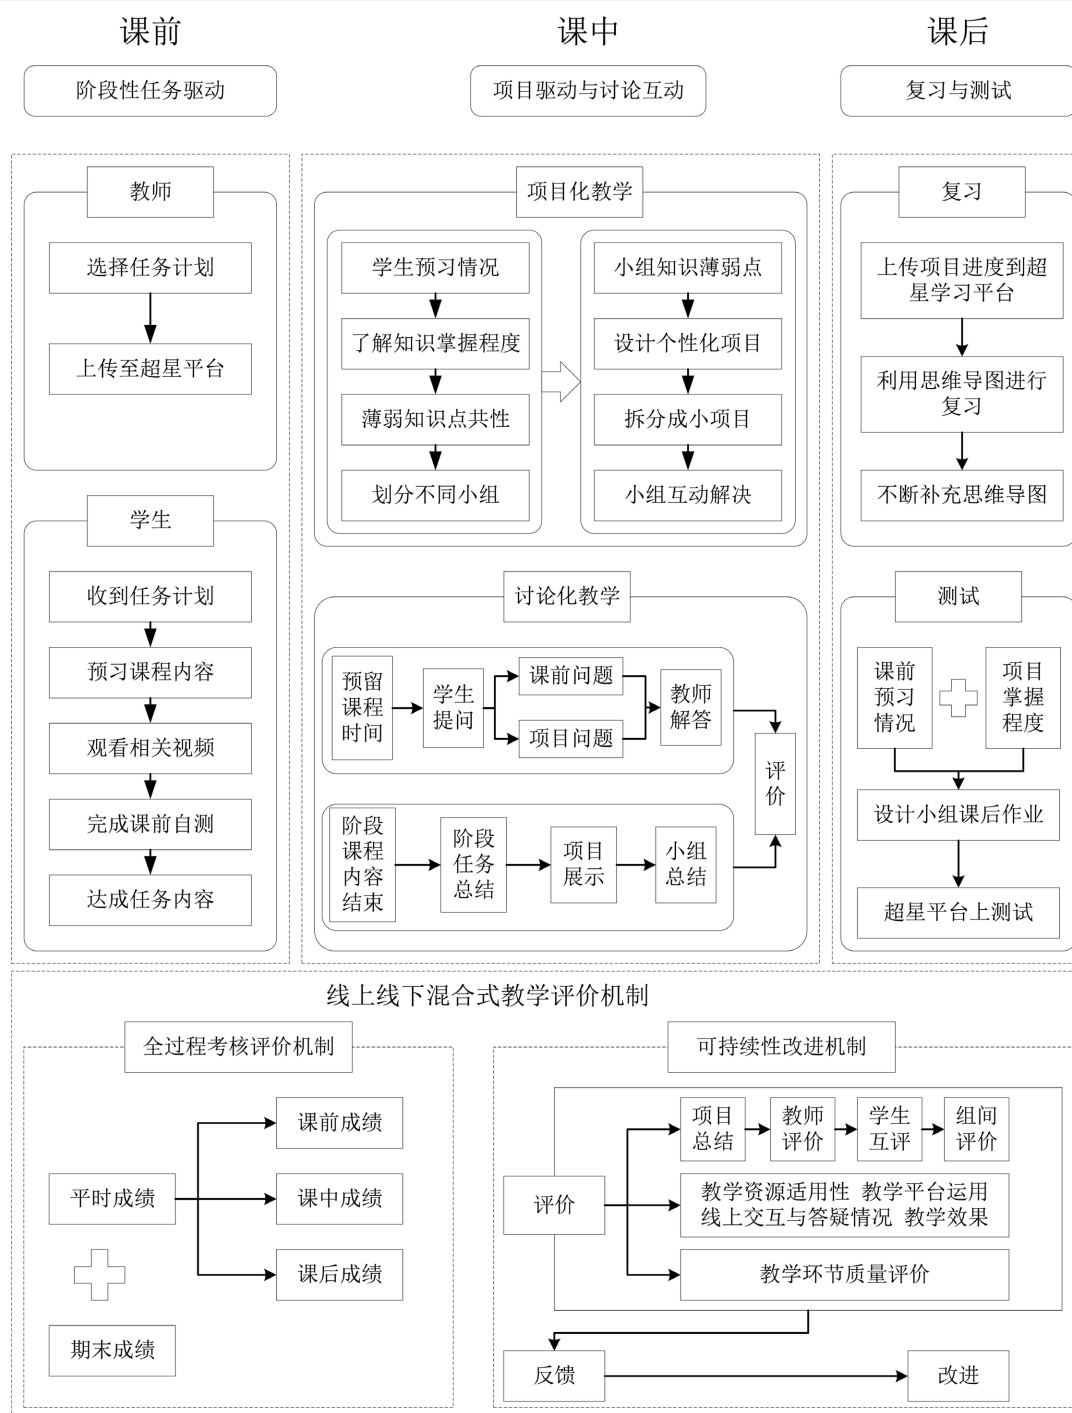 课前
课中
课后
阶段性任务驱动
项目驱动与讨论互动
复习与测试
教师
选择任务计划
上传至超星平台
学生
收到任务计划
预习课程内容
观看相关视频
完成课前自测
达成任务内容
项目化教学
学生预习情况
了解知识掌握程度
薄弱知识点共性
划分不同小组
小组知识薄弱点
设计个性化项目
拆分成小项目
小组互动解决
讨论化教学
预留
课程
时间
学生
提问
课前问题
项目问题
教师
解答
评
价
阶段
课程
内容
结束
阶段
任务
总结
项目
展示
小组
总结
复习
上传项目进度到超
星学习平台
利用思维导图进行
复习
不断补充思维导图
测试
课前
预习
情况
项目
掌握
程度
设计小组课后作业
超星平台上测试
线上线下混合式教学评价机制
全过程考核评价机制
平时成绩
期末成绩
课前成绩
课中成绩
课后成绩
可持续性改进机制
评价
项目
总结
教师
评价
学生
互评
组间
评价
教学资源适用性 教学平台运用
线上交互与答疑情况 教学效果
教学环节质量评价
反馈
改进